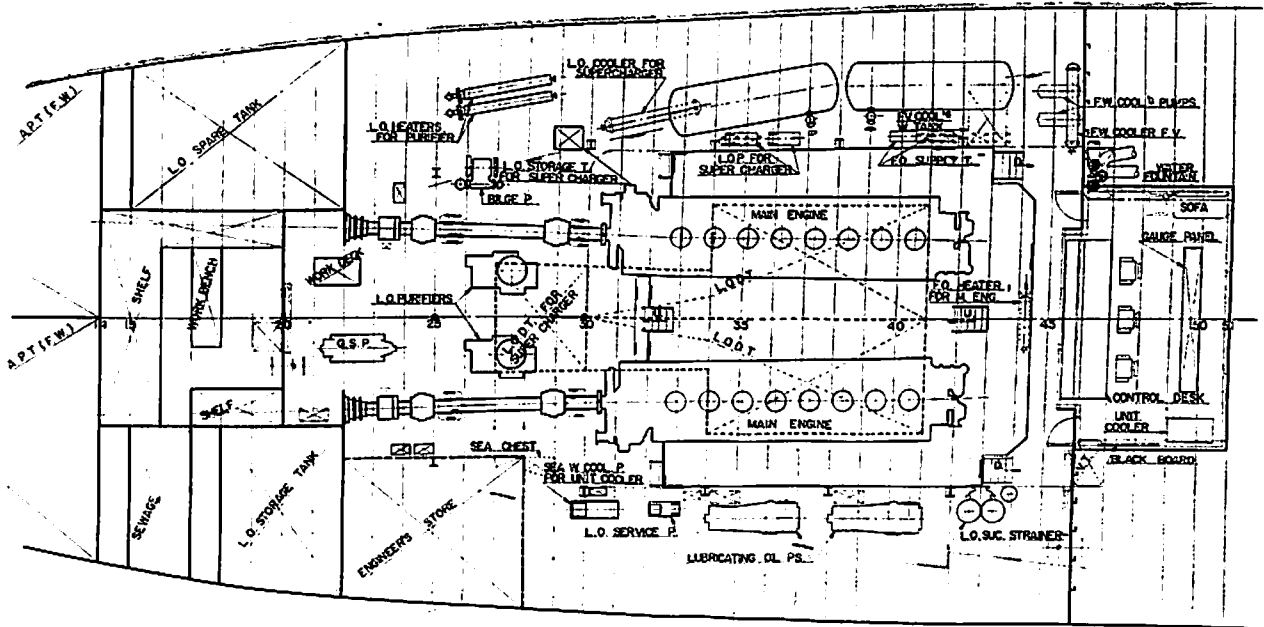 L.O. COOLER FOR
SUPERCHARGER
A.P.T (F.W.)
L.O. SPARE TANK
L.O. HEATERS
FOR PURIFIER
L.O. STORAGE T.
FOR SUPER CHARGER
BILGE P.
L.O.P. FOR
SUPER CHARGER
W. TANK
F.O. SUPPLY T.
F.W. COOL'G PUMPS
F.W. COOLER F.V.
WATER
FOUNTAIN
SOFA
GAUGE PANEL
MAIN ENGINE
SHELF
WORK BENCH
WORK DECK
L.O. PURIFIERS
L.O.D.T. FOR
SUPER CHARGER
L.O.D.T.
F.O. HEATER
FOR M. ENG.
A.P.T (F.W.)
15
20
25
30
35
40
45
50
G.S.P.
L.O.D.T.
SHELF
MAIN ENGINE
CONTROL DESK
UNIT
COOLER
BLACK BOARD
SEA CHEST
SEA W. COOL. P.
FOR UNIT COOLER
SEWAGE
L.O. STORAGE TANK
ENGINEER'S STORE
L.O. SERVICE P.
LUBRICATING OIL PS.
L.O. SUC. STRAINER